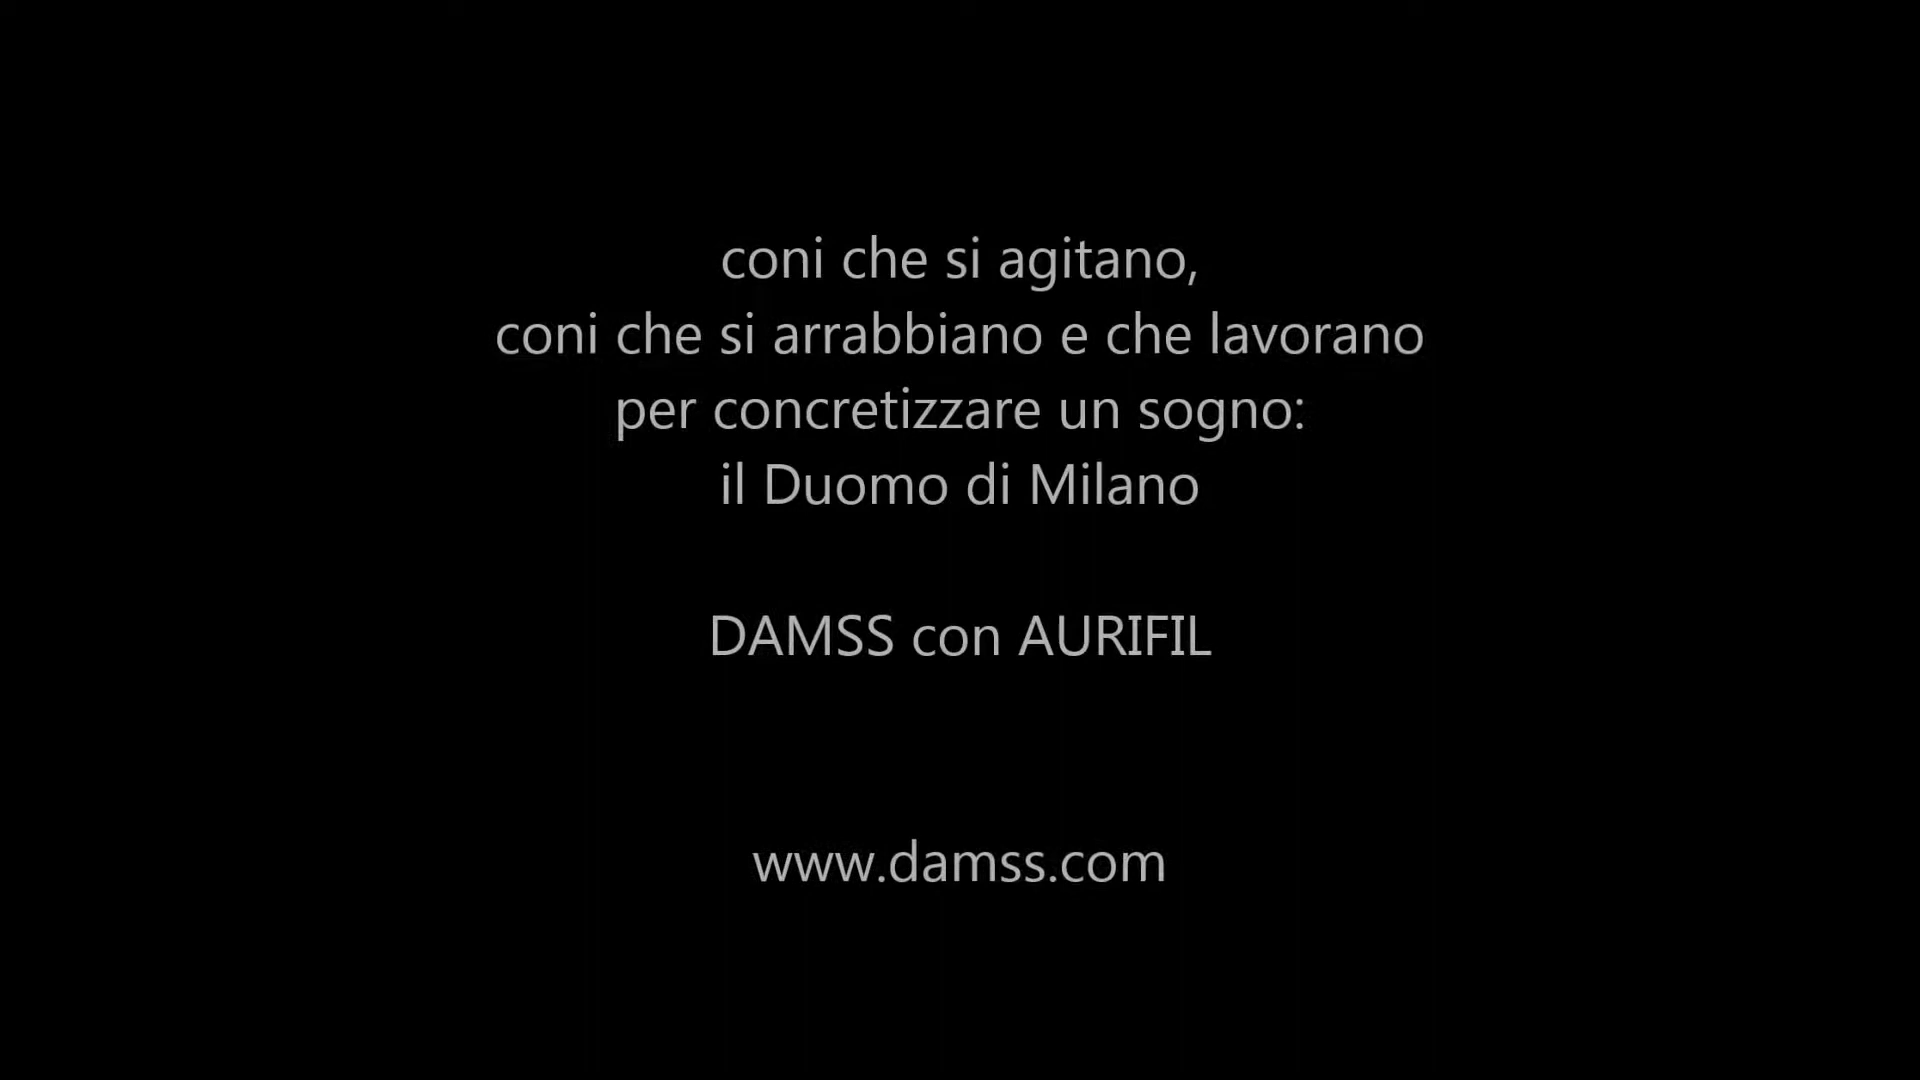 coni che si agitano,
coni che si arrabbiano e che lavorano
per concretizzare un sogno:
il Duomo di Milano
DAMSS con AURIFIL
www.damss.com